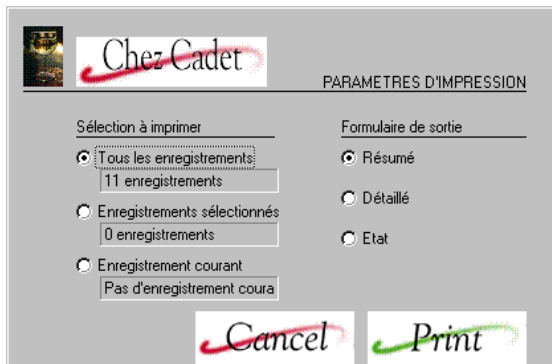 Chez Cadet
PARAMETRES D'IMPRESSION
Sélection à imprimer
Tous les enregistrements
11 enregistrements
Enregistrements sélectionnés
0 enregistrements
Enregistrement courant
Pas d'enregistrement coura
Formulaire de sortie
Résumé
Détaillé
Etat
Cancel
Print